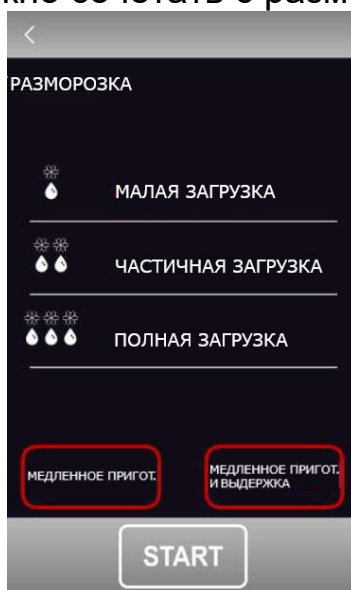 РАЗМОРОЗКА
МАЛАЯ ЗАГРУЗКА
ЧАСТИЧНАЯ ЗАГРУЗКА
ПОЛНАЯ ЗАГРУЗКА
МЕДЛЕННОЕ ПРИГОТ.
МЕДЛЕННОЕ ПРИГОТ.
И ВЫДЕРЖКА
START